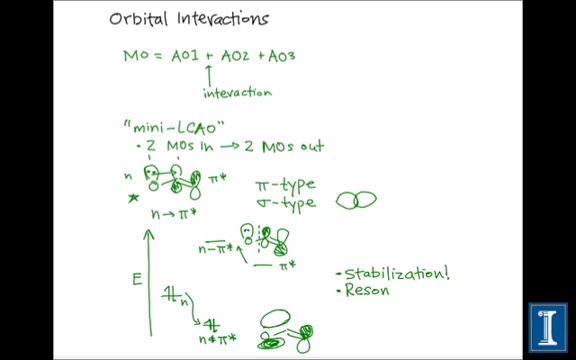 Orbital Interactions
MO = AO1 + AO2 + AO3
interaction
"mini-LCAO"
• 2 MOs in → 2 MOs out
n π*
n → π*
π-type
σ-type
n-π*
π*
E
n
n+π*
• Stabilization!
• Reson
I